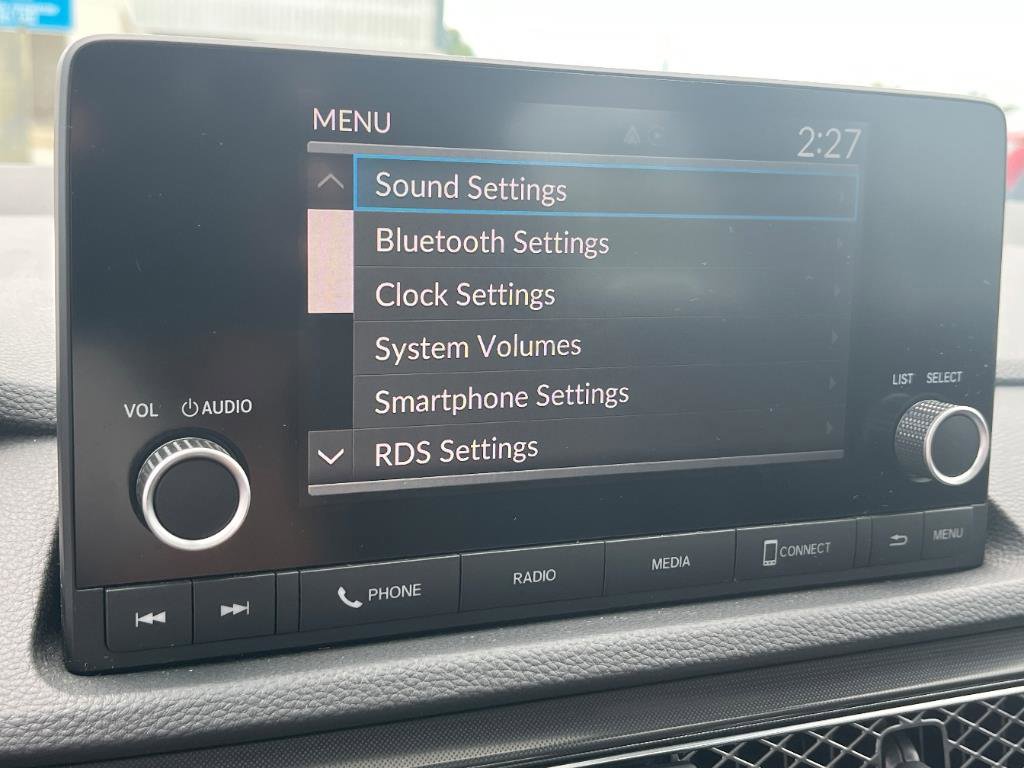 MENU
2:27
Sound Settings
Bluetooth Settings
Clock Settings
System Volumes
Smartphone Settings
RDS Settings
VOL AUDIO
LIST SELECT
PHONE
RADIO
MEDIA
CONNECT
MENU